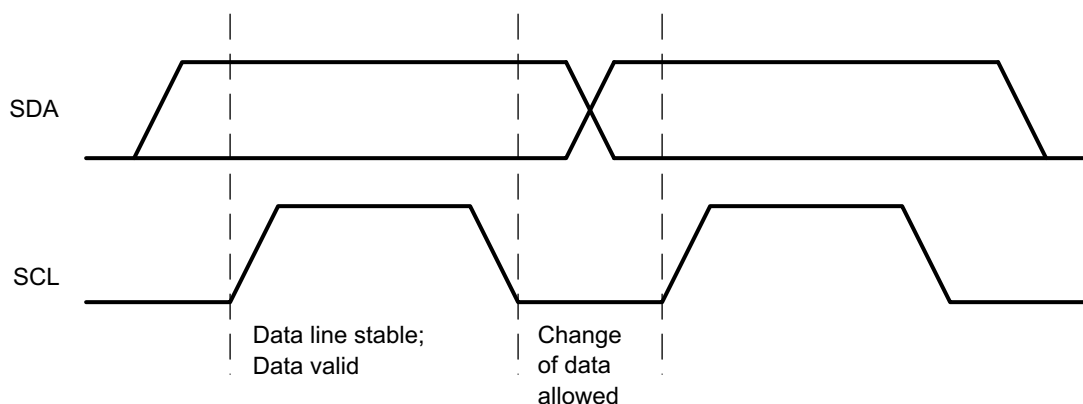 SDA
SCL
Data line stable;
Data valid
Change
of data
allowed